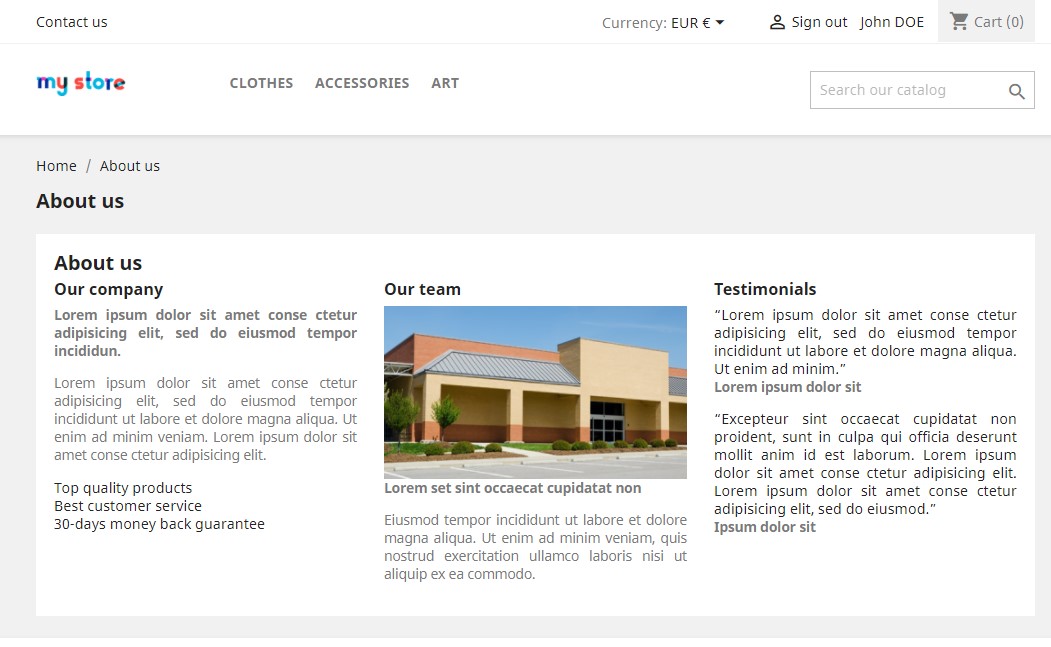 Contact us
Currency: EUR €
Sign out
John DOE
Cart (0)
my store
CLOTHES
ACCESSORIES
ART
Search our catalog
Home / About us
About us
About us
Our company
Lorem ipsum dolor sit amet conse ctetur
adipisicing elit, sed do eiusmod tempor
incididun.
Lorem ipsum dolor sit amet conse ctetur
adipisicing elit, sed do eiusmod tempor
incididunt ut labore et dolore magna aliqua. Ut
enim ad minim veniam. Lorem ipsum dolor sit
amet conse ctetur adipisicing elit.
Top quality products
Best customer service
30-days money back guarantee
Our team
Lorem set sint occaecat cupidatat non
Eiusmod tempor incididunt ut labore et dolore
magna aliqua. Ut enim ad minim veniam, quis
nostrud exercitation ullamco laboris nisi ut
aliquip ex ea commodo.
Testimonials
“Lorem ipsum dolor sit amet conse ctetur
adipisicing elit, sed do eiusmod tempor
incididunt ut labore et dolore magna aliqua.
Ut enim ad minim.”
Lorem ipsum dolor sit
“Excepteur sint occaecat cupidatat non
proident, sunt in culpa qui officia deserunt
mollit anim id est laborum. Lorem ipsum
dolor sit amet conse ctetur adipisicing elit.
Lorem ipsum dolor sit amet conse ctetur
adipisicing elit, sed do eiusmod.”
Ipsum dolor sit